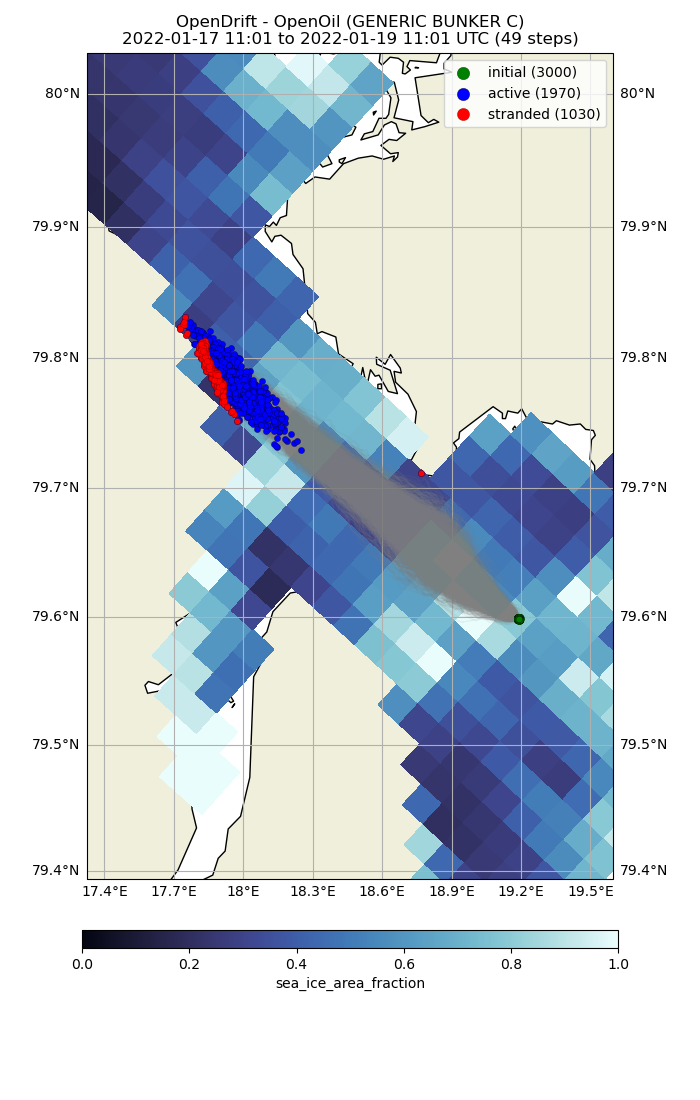 OpenDrift - OpenOil (GENERIC BUNKER C)
2022-01-17 11:01 to 2022-01-19 11:01 UTC (49 steps)
initial (3000)
active (1970)
stranded (1030)
80°N 80°N
79.9°N 79.9°N
79.8°N 79.8°N
79.7°N 79.7°N
79.6°N 79.6°N
79.5°N 79.5°N
79.4°N 79.4°N
17.4°E 17.7°E 18°E 18.3°E 18.6°E 18.9°E 19.2°E 19.5°E
0.0 0.2 0.4 0.6 0.8 1.0
sea_ice_area_fraction